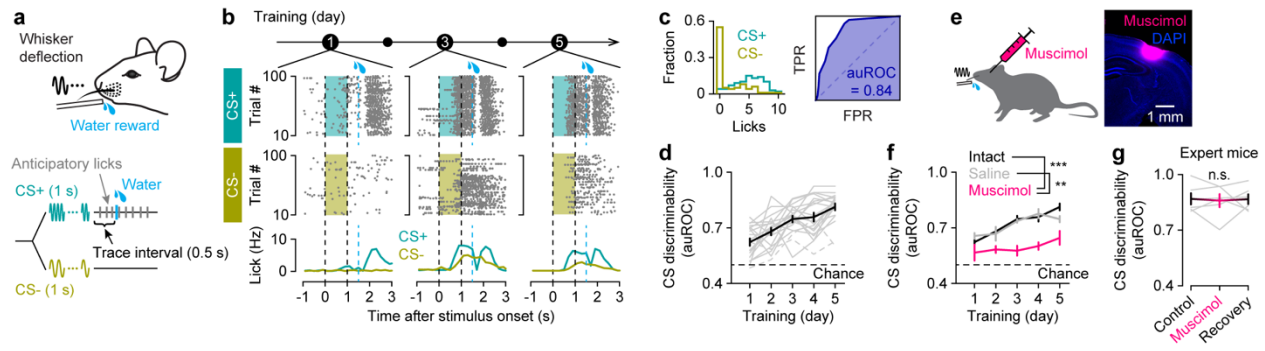 a
Whisker
deflection
Water reward
Anticipatory licks
CS+ (1 s)
Water
Trace interval (0.5 s)
CS- (1 s)
b
Training (day)
1
3
5
CS+
Trial #
100
10
CS-
Trial #
100
10
Lick (Hz)
10
0
CS+
CS-
-1 0 1 2 3
-1 0 1 2 3
-1 0 1 2 3
Time after stimulus onset (s)
c
Fraction
0.6
0
CS+
CS-
0 5 10
Licks
TPR
auROC
= 0.84
FPR
d
CS discriminability
(auROC)
1.0
0.7
0.4
Chance
1 2 3 4 5
Training (day)
e
Muscimol
Muscimol
DAPI
1 mm
f
Intact
Saline
Muscimol
***
**
CS discriminability
(auROC)
1.0
0.7
0.4
Chance
1 2 3 4 5
Training (day)
g
Expert mice
n.s.
CS discriminability
(auROC)
1.0
0.4
Control
Muscimol
Recovery